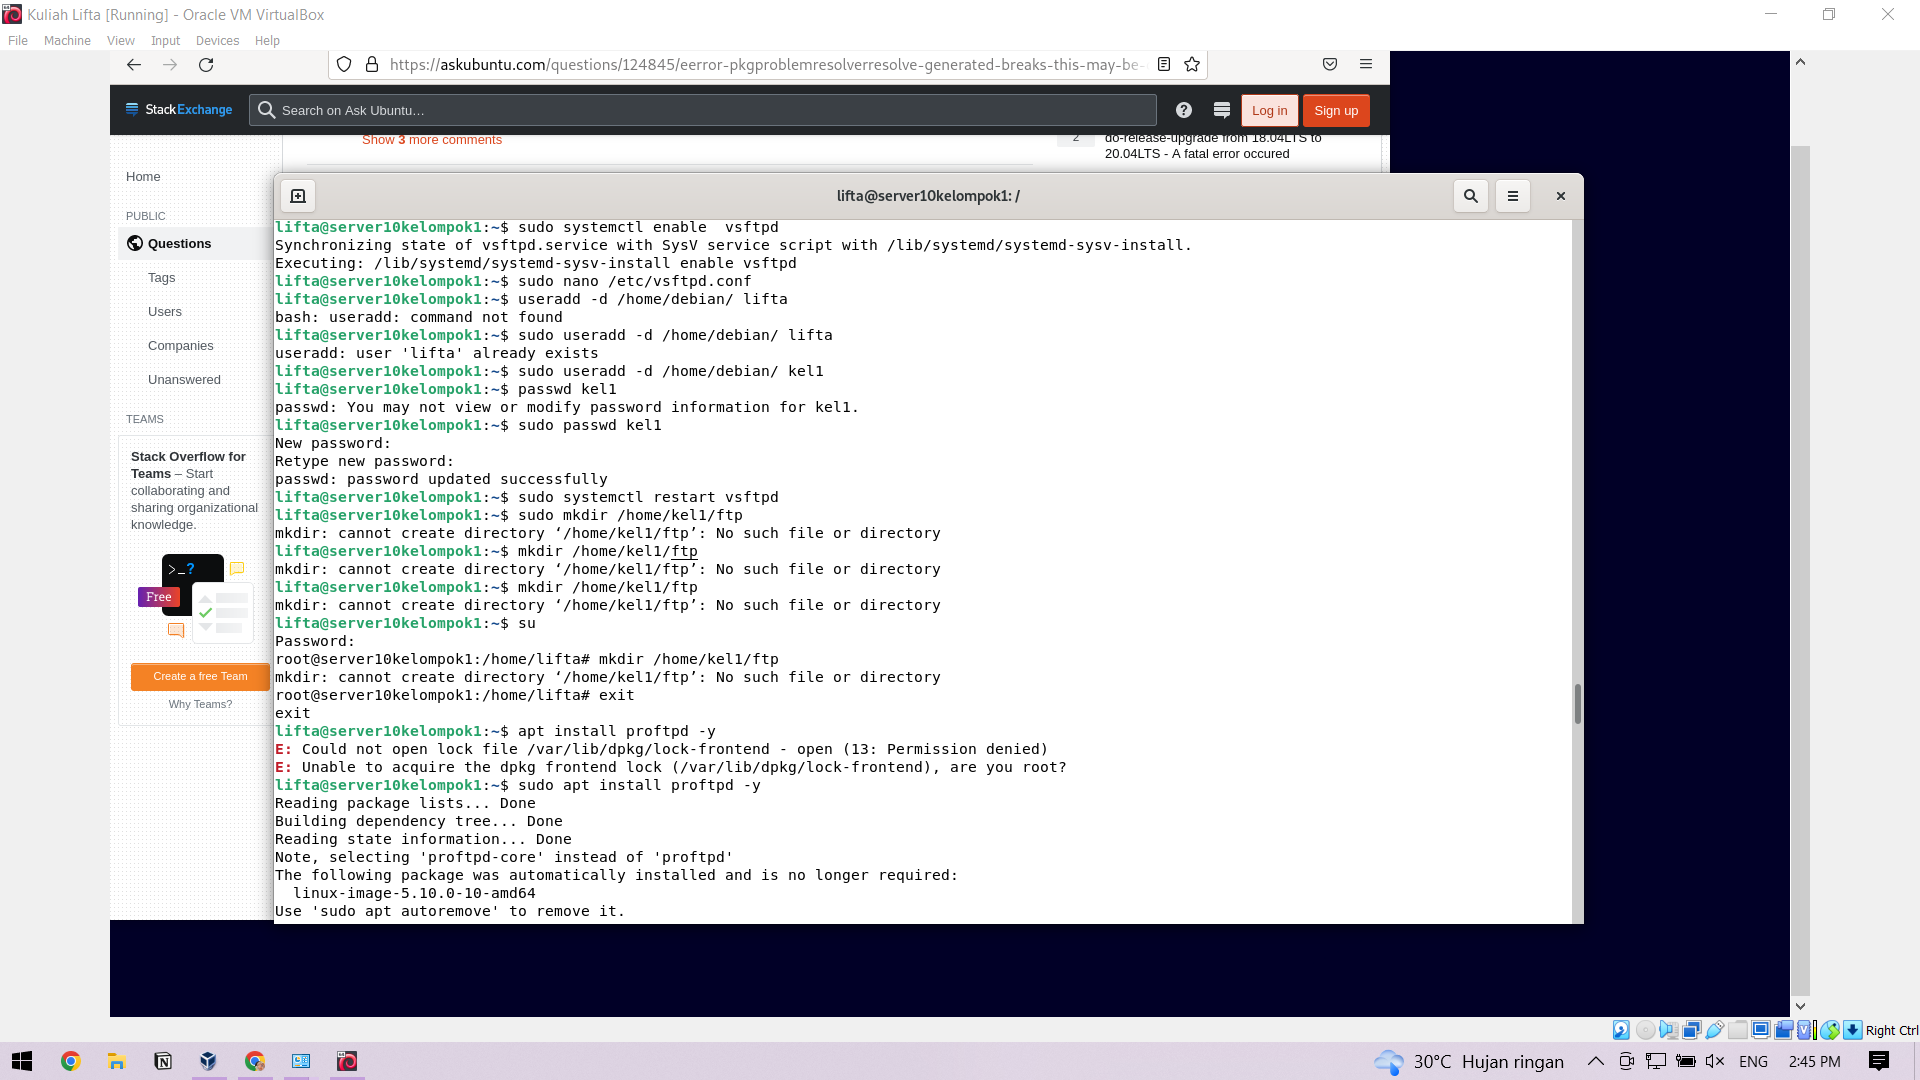 Kuliah Lifta [Running] - Oracle VM VirtualBox
File Machine View Input Devices Help
https://askubuntu.com/questions/124845/eerror-pkgproblemresolverresolve-generated-breaks-this-may-be-
StackExchange
Search on Ask Ubuntu…
Log in
Sign up
Show 3 more comments
2
do-release-upgrade from 18.04LTS to
20.04LTS - A fatal error occured
Home
PUBLIC
Questions
Tags
Users
Companies
Unanswered
TEAMS
Stack Overflow for
Teams – Start
collaborating and
sharing organizational
knowledge.
>_?
Free
Create a free Team
Why Teams?
lifta@server10kelompok1: /
lifta@server10kelompok1:~$ sudo systemctl enable  vsftpd
Synchronizing state of vsftpd.service with SysV service script with /lib/systemd/systemd-sysv-install.
Executing: /lib/systemd/systemd-sysv-install enable vsftpd
lifta@server10kelompok1:~$ sudo nano /etc/vsftpd.conf
lifta@server10kelompok1:~$ useradd -d /home/debian/ lifta
bash: useradd: command not found
lifta@server10kelompok1:~$ sudo useradd -d /home/debian/ lifta
useradd: user 'lifta' already exists
lifta@server10kelompok1:~$ sudo useradd -d /home/debian/ kel1
lifta@server10kelompok1:~$ passwd kel1
passwd: You may not view or modify password information for kel1.
lifta@server10kelompok1:~$ sudo passwd kel1
New password:
Retype new password:
passwd: password updated successfully
lifta@server10kelompok1:~$ sudo systemctl restart vsftpd
lifta@server10kelompok1:~$ sudo mkdir /home/kel1/ftp
mkdir: cannot create directory ‘/home/kel1/ftp’: No such file or directory
lifta@server10kelompok1:~$ mkdir /home/kel1/ftp
mkdir: cannot create directory ‘/home/kel1/ftp’: No such file or directory
lifta@server10kelompok1:~$ mkdir /home/kel1/ftp
mkdir: cannot create directory ‘/home/kel1/ftp’: No such file or directory
lifta@server10kelompok1:~$ su
Password:
root@server10kelompok1:/home/lifta# mkdir /home/kel1/ftp
mkdir: cannot create directory ‘/home/kel1/ftp’: No such file or directory
root@server10kelompok1:/home/lifta# exit
exit
lifta@server10kelompok1:~$ apt install proftpd -y
E: Could not open lock file /var/lib/dpkg/lock-frontend - open (13: Permission denied)
E: Unable to acquire the dpkg frontend lock (/var/lib/dpkg/lock-frontend), are you root?
lifta@server10kelompok1:~$ sudo apt install proftpd -y
Reading package lists... Done
Building dependency tree... Done
Reading state information... Done
Note, selecting 'proftpd-core' instead of 'proftpd'
The following package was automatically installed and is no longer required:
  linux-image-5.10.0-10-amd64
Use 'sudo apt autoremove' to remove it.
Right Ctrl
30°C Hujan ringan
ENG
2:45 PM